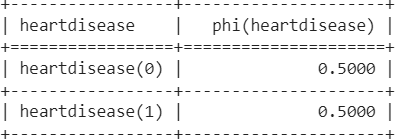 +-----------------+---------------------+
| heartdisease    |   phi(heartdisease) |
+=================+=====================+
| heartdisease(0) |              0.5000 |
+-----------------+---------------------+
| heartdisease(1) |              0.5000 |
+-----------------+---------------------+